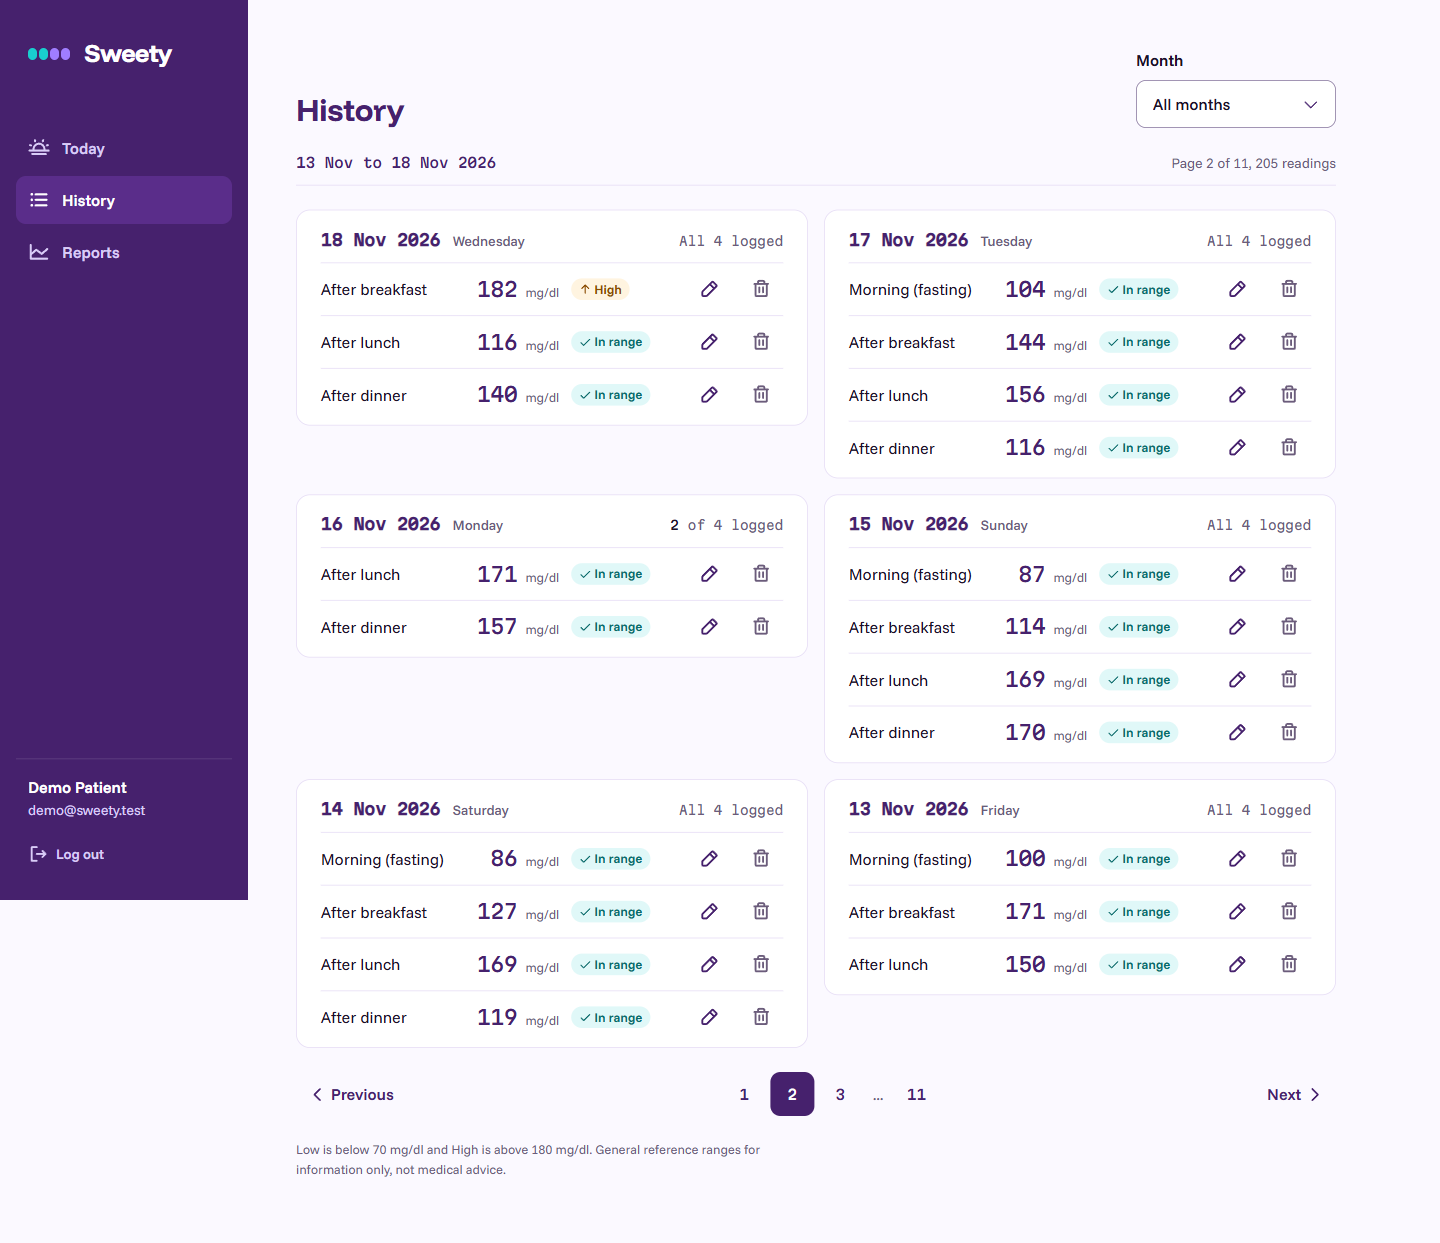 Sweety
Today
History
Reports
Demo Patient
demo@sweety.test
Log out
Month
All months
History
13 Nov to 18 Nov 2026
Page 2 of 11, 205 readings
18 Nov 2026 Wednesday All 4 logged
After breakfast 182 mg/dl High
After lunch 116 mg/dl In range
After dinner 140 mg/dl In range
17 Nov 2026 Tuesday All 4 logged
Morning (fasting) 104 mg/dl In range
After breakfast 144 mg/dl In range
After lunch 156 mg/dl In range
After dinner 116 mg/dl In range
16 Nov 2026 Monday 2 of 4 logged
After lunch 171 mg/dl In range
After dinner 157 mg/dl In range
15 Nov 2026 Sunday All 4 logged
Morning (fasting) 87 mg/dl In range
After breakfast 114 mg/dl In range
After lunch 169 mg/dl In range
After dinner 170 mg/dl In range
14 Nov 2026 Saturday All 4 logged
Morning (fasting) 86 mg/dl In range
After breakfast 127 mg/dl In range
After lunch 169 mg/dl In range
After dinner 119 mg/dl In range
13 Nov 2026 Friday All 4 logged
Morning (fasting) 100 mg/dl In range
After breakfast 171 mg/dl In range
After lunch 150 mg/dl In range
Previous 1 2 3 ... 11 Next
Low is below 70 mg/dl and High is above 180 mg/dl. General reference ranges for
information only, not medical advice.